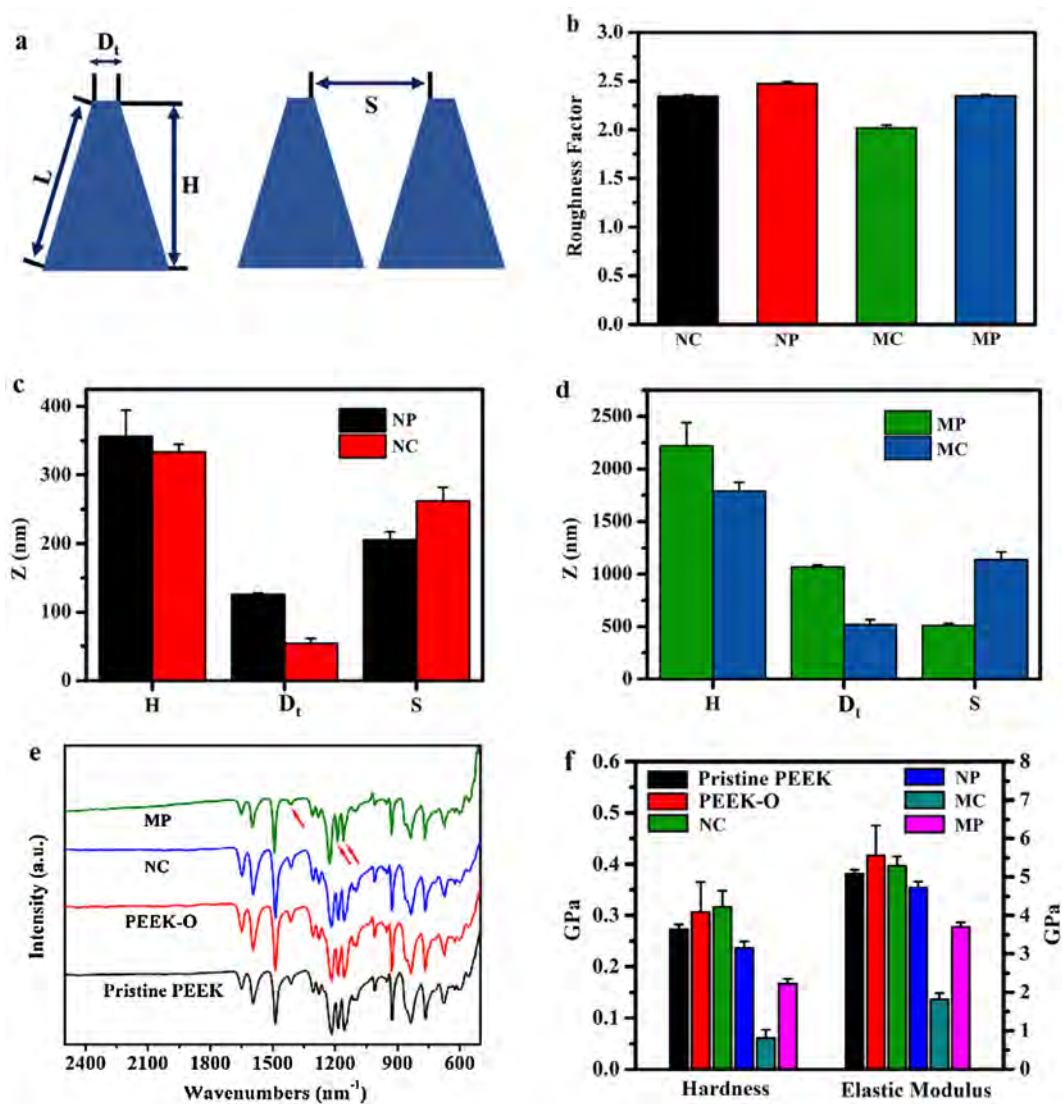 a
D_t
L
H
S
b
Roughness Factor
3.0
2.5
2.0
1.5
1.0
0.5
0.0
NC NP MC MP
c
Z (nm)
400
300
200
100
0
NP
NC
H D_t S
d
Z (nm)
2500
2000
1500
1000
500
0
MP
MC
H D_t S
e
Intensity (a.u.)
MP
NC
PEEK-O
Pristine PEEK
2400 2100 1800 1500 1200 900 600
Wavenumbers (nm⁻¹)
f
GPa
0.6
0.5
0.4
0.3
0.2
0.1
0.0
Pristine PEEK
PEEK-O
NC
NP
MC
MP
8
7
6
5
4
3
2
1
0
GPa
Hardness Elastic Modulus